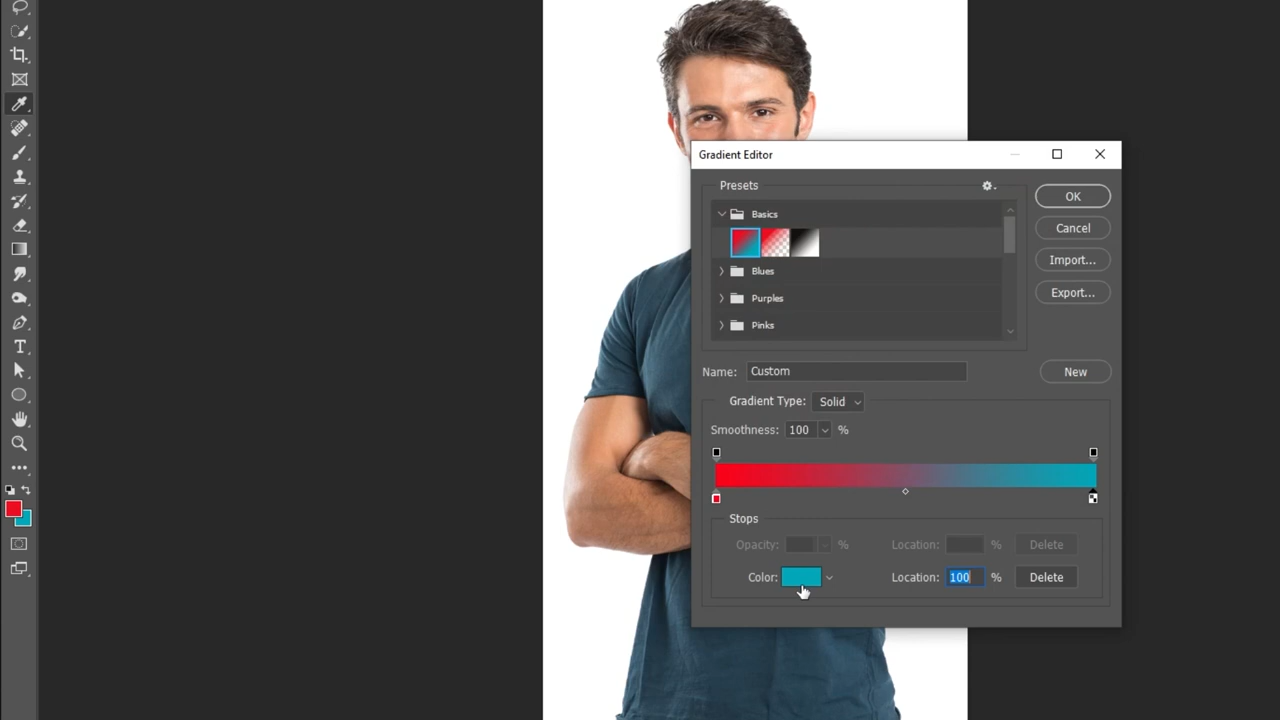 Gradient Editor
Presets
OK
Basics
Cancel
Import...
Blues
Export...
Purples
Pinks
Name: Custom New
Gradient Type: Solid
Smoothness: 100 %
Stops
Opacity: % Location: % Delete
Color: Location: 100 % Delete